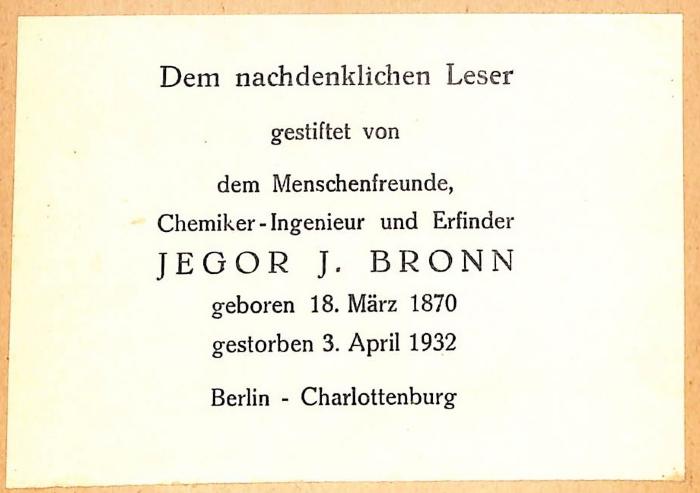 Dem nachdenklichen Leser
gestiftet von
dem Menschenfreunde,
Chemiker-Ingenieur und Erfinder
JEGOR J. BRONN
geboren 18. März 1870
gestorben 3. April 1932
Berlin - Charlottenburg